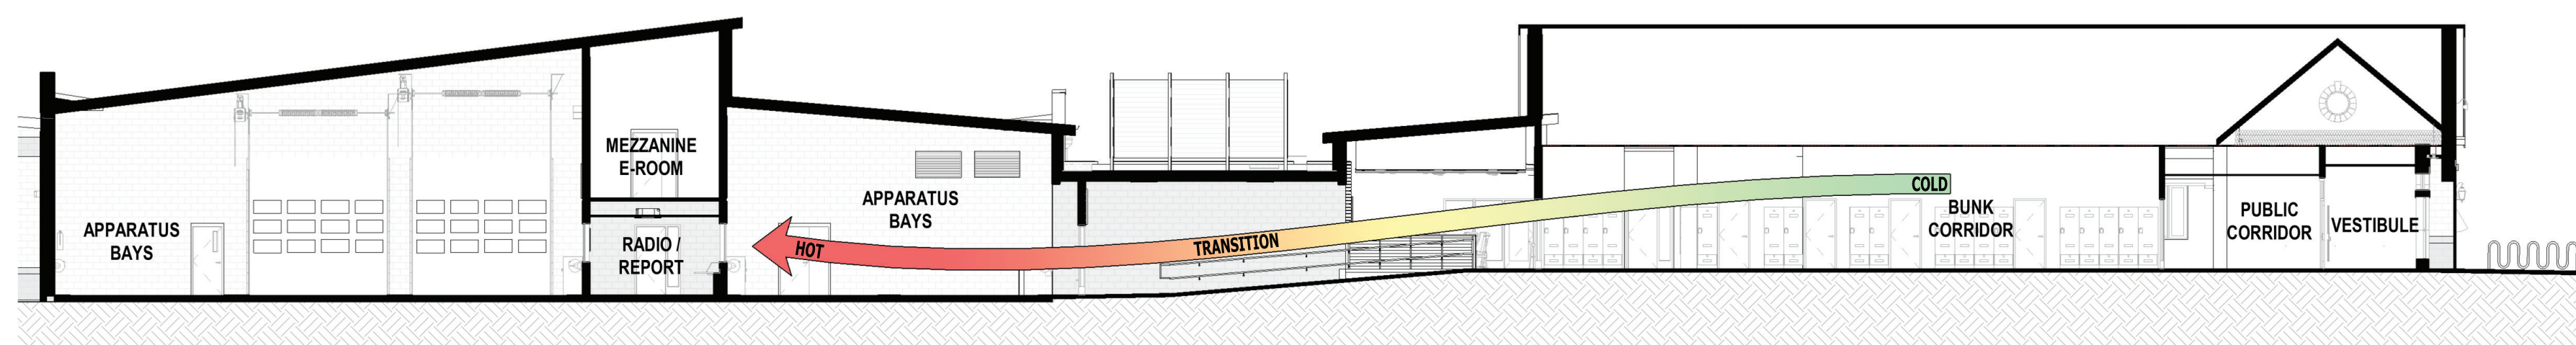 APPARATUS
BAYS
MEZZANINE
E-ROOM
RADIO /
REPORT
APPARATUS
BAYS
HOT
TRANSITION
COLD
BUNK
CORRIDOR
PUBLIC
CORRIDOR
VESTIBULE